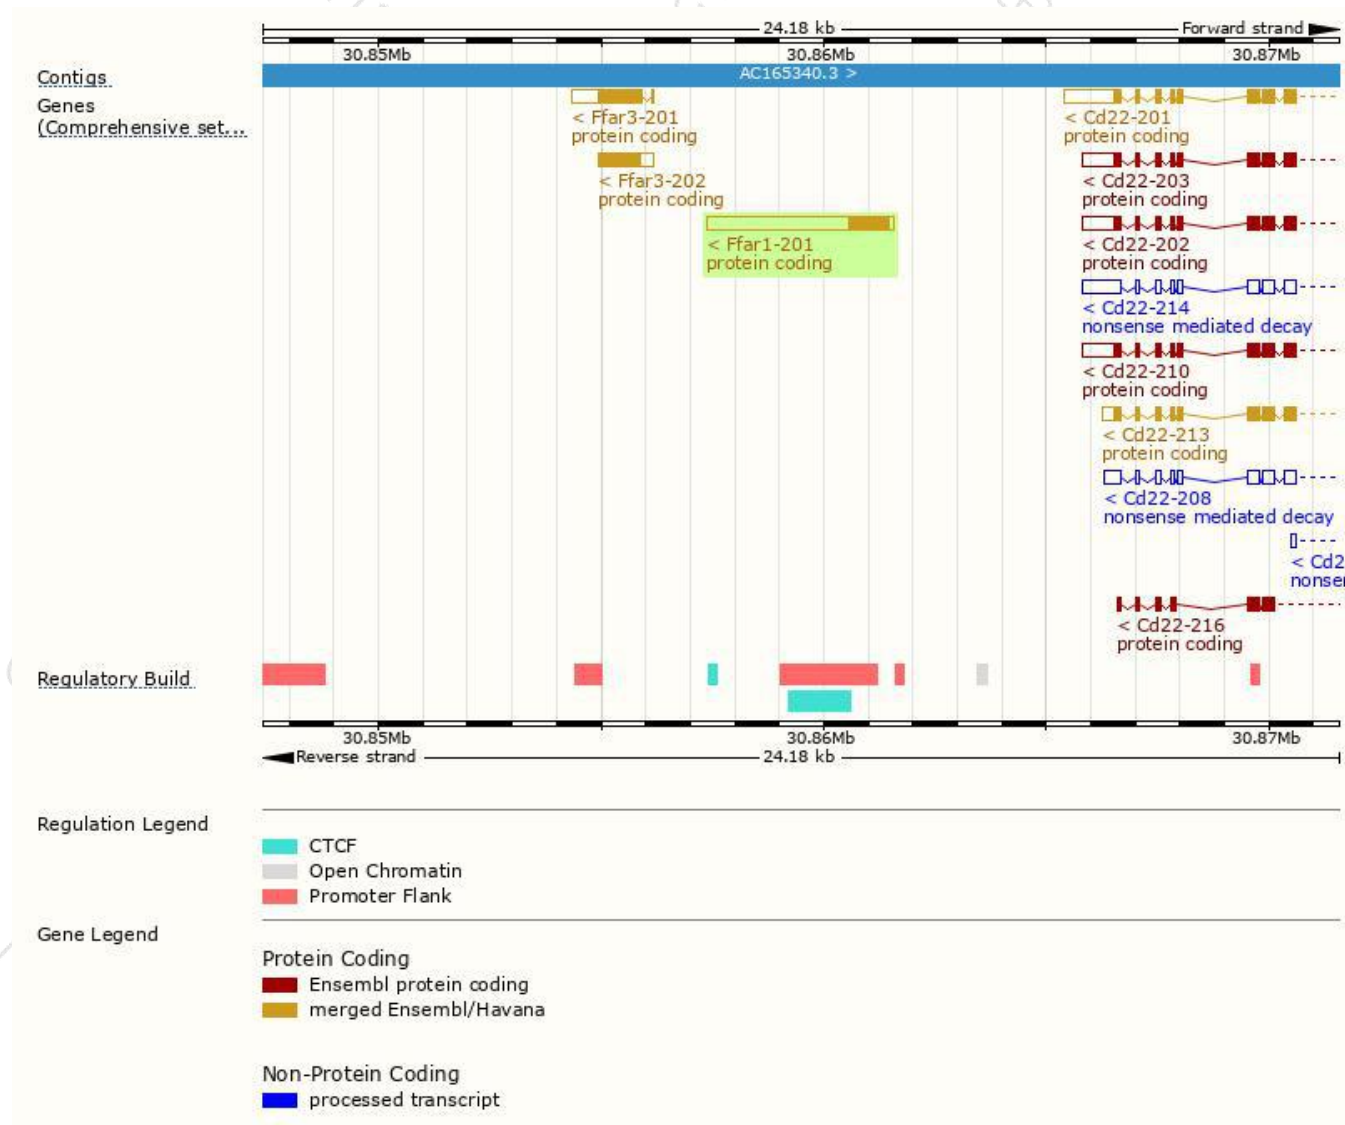 24.18 kb
Forward strand
30.85Mb 30.86Mb 30.87Mb
Contigs
AC165340.3 >
Genes
(Comprehensive set...
< Ffar3-201
protein coding
< Cd22-201
protein coding
< Ffar3-202
protein coding
< Cd22-203
protein coding
< Ffar1-201
protein coding
< Cd22-202
protein coding
< Cd22-214
nonsense mediated decay
< Cd22-210
protein coding
< Cd22-213
protein coding
< Cd22-208
nonsense mediated decay
< Cd2
nonse
< Cd22-216
protein coding
Regulatory Build
30.85Mb 30.86Mb 30.87Mb
Reverse strand
24.18 kb
Regulation Legend
CTCF
Open Chromatin
Promoter Flank
Gene Legend
Protein Coding
Ensembl protein coding
merged Ensembl/Havana
Non-Protein Coding
processed transcript